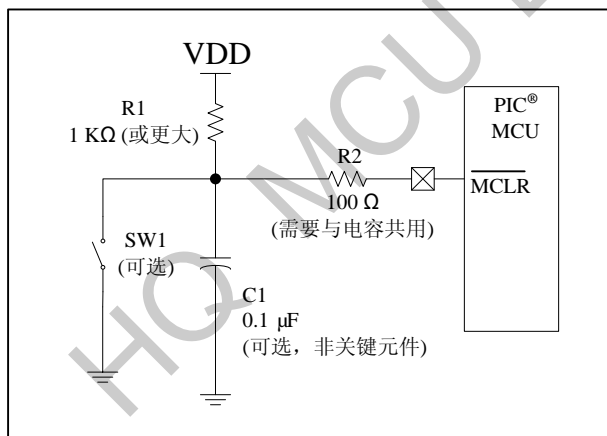 VDD
R1
1 KΩ (或更大)
R2
100 Ω
(需要与电容共用)
PIC®
MCU
MCLR
SW1
(可选)
C1
0.1 µF
(可选，非关键元件)
HQ MCU